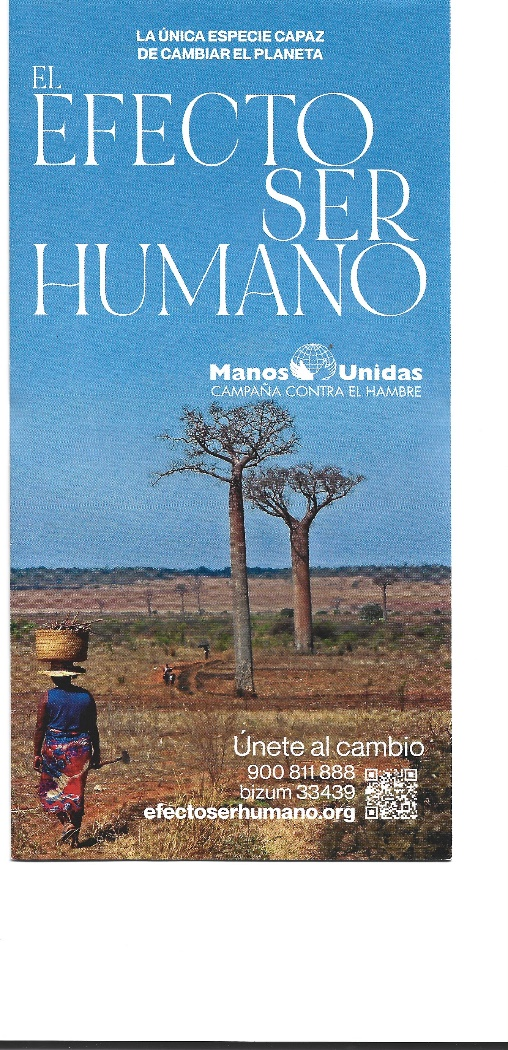 LA ÚNICA ESPECIE CAPAZ
DE CAMBIAR EL PLANETA
EL
EFECTO
SER
HUMANO
Manos Unidas
CAMPAÑA CONTRA EL HAMBRE
Únete al cambio
900 811 888
bizum 33439
efectoserhumano.org